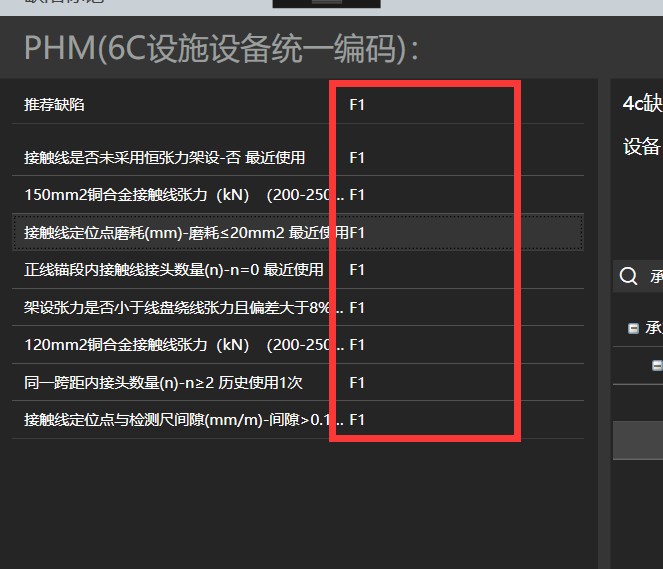 PHM(6C设施设备统一编码):
推荐缺陷 F1
接触线是否未采用恒张力架设-否 最近使用 F1
150mm2铜合金接触线张力（kN）（200-250... F1
接触线定位点磨耗(mm)-磨耗≤20mm2 最近使用F1
正线锚段内接触线接头数量(n)-n=0 最近使用 F1
架设张力是否小于线盘绕线张力且偏差大于8%... F1
120mm2铜合金接触线张力（kN）（200-250... F1
同一跨距内接头数量(n)-n≥2 历史使用1次 F1
接触线定位点与检测尺间隙(mm/m)-间隙>0.1... F1
4c缺
设备
承